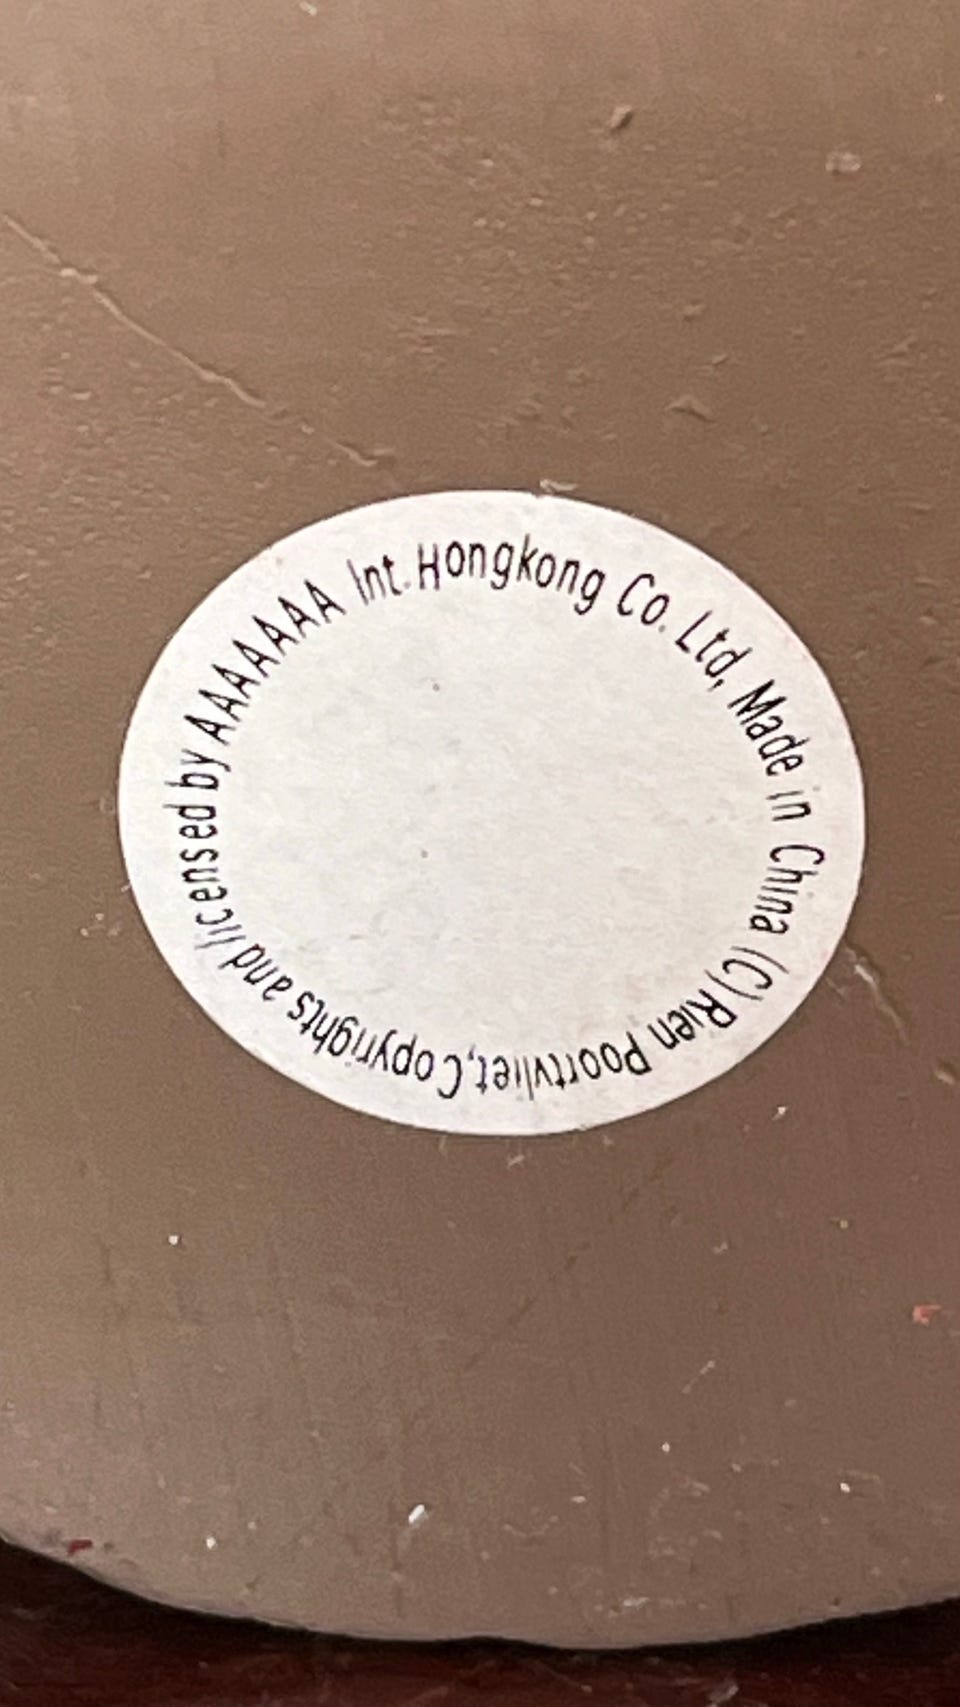 (C) Rien Poortvliet,Copyrights and licensed by AAAAAAA Int. Hongkong Co. Ltd, Made in China